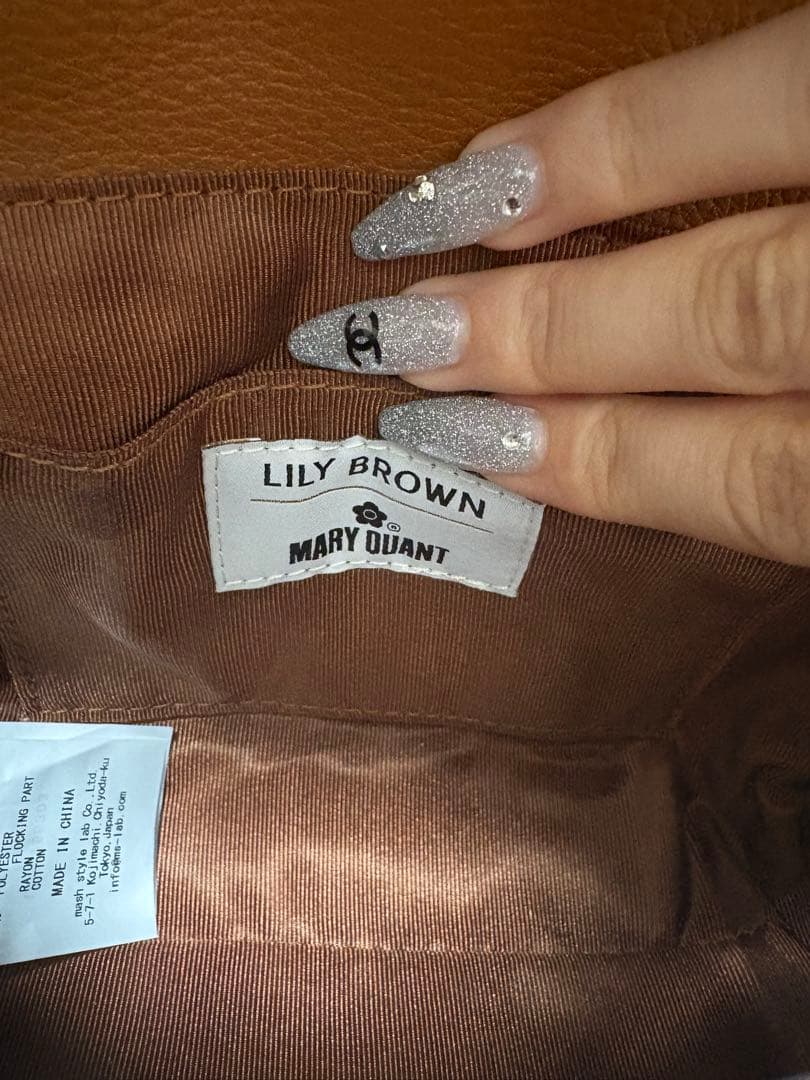 LILY BROWN
®
MARY QUANT
POLYESTER
FLOCKING PART
RAYON
COTTON
MADE IN CHINA
mash style lab Co.,Ltd.
5-7-1 Kojimachi,Chiyoda-ku
Tokyo,Japan
info@ms-lab.com